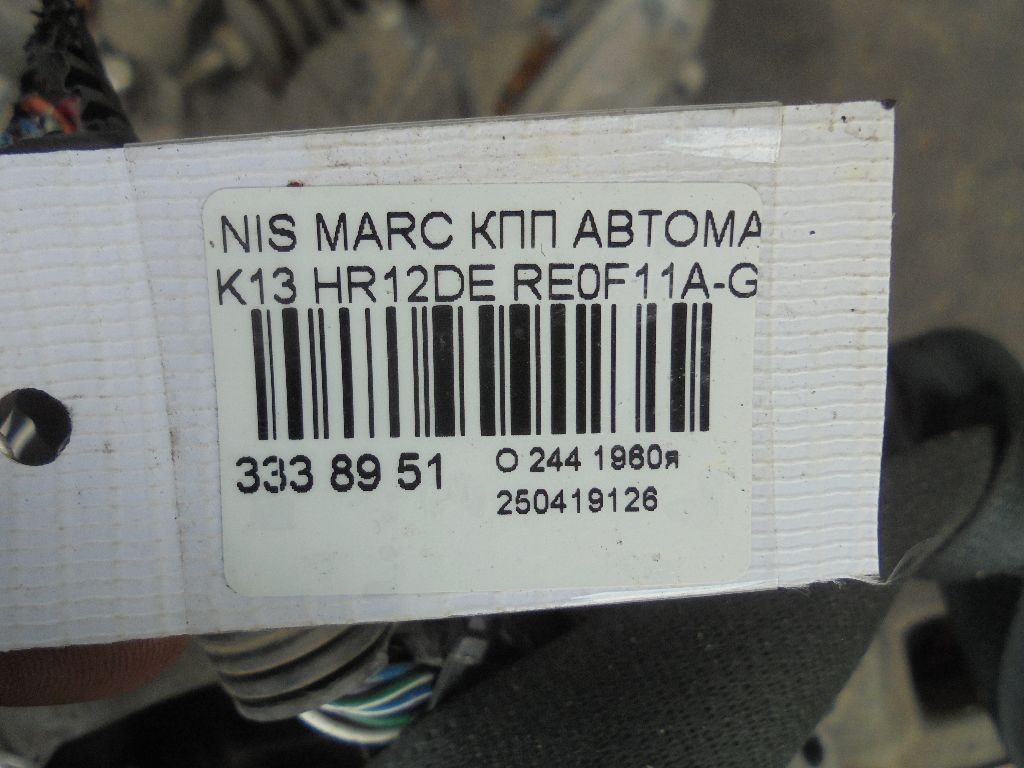 NIS MARC КПП АВТОМА
K13 HR12DE RE0F11A-G
333 89 51
О 244 1960я
250419126